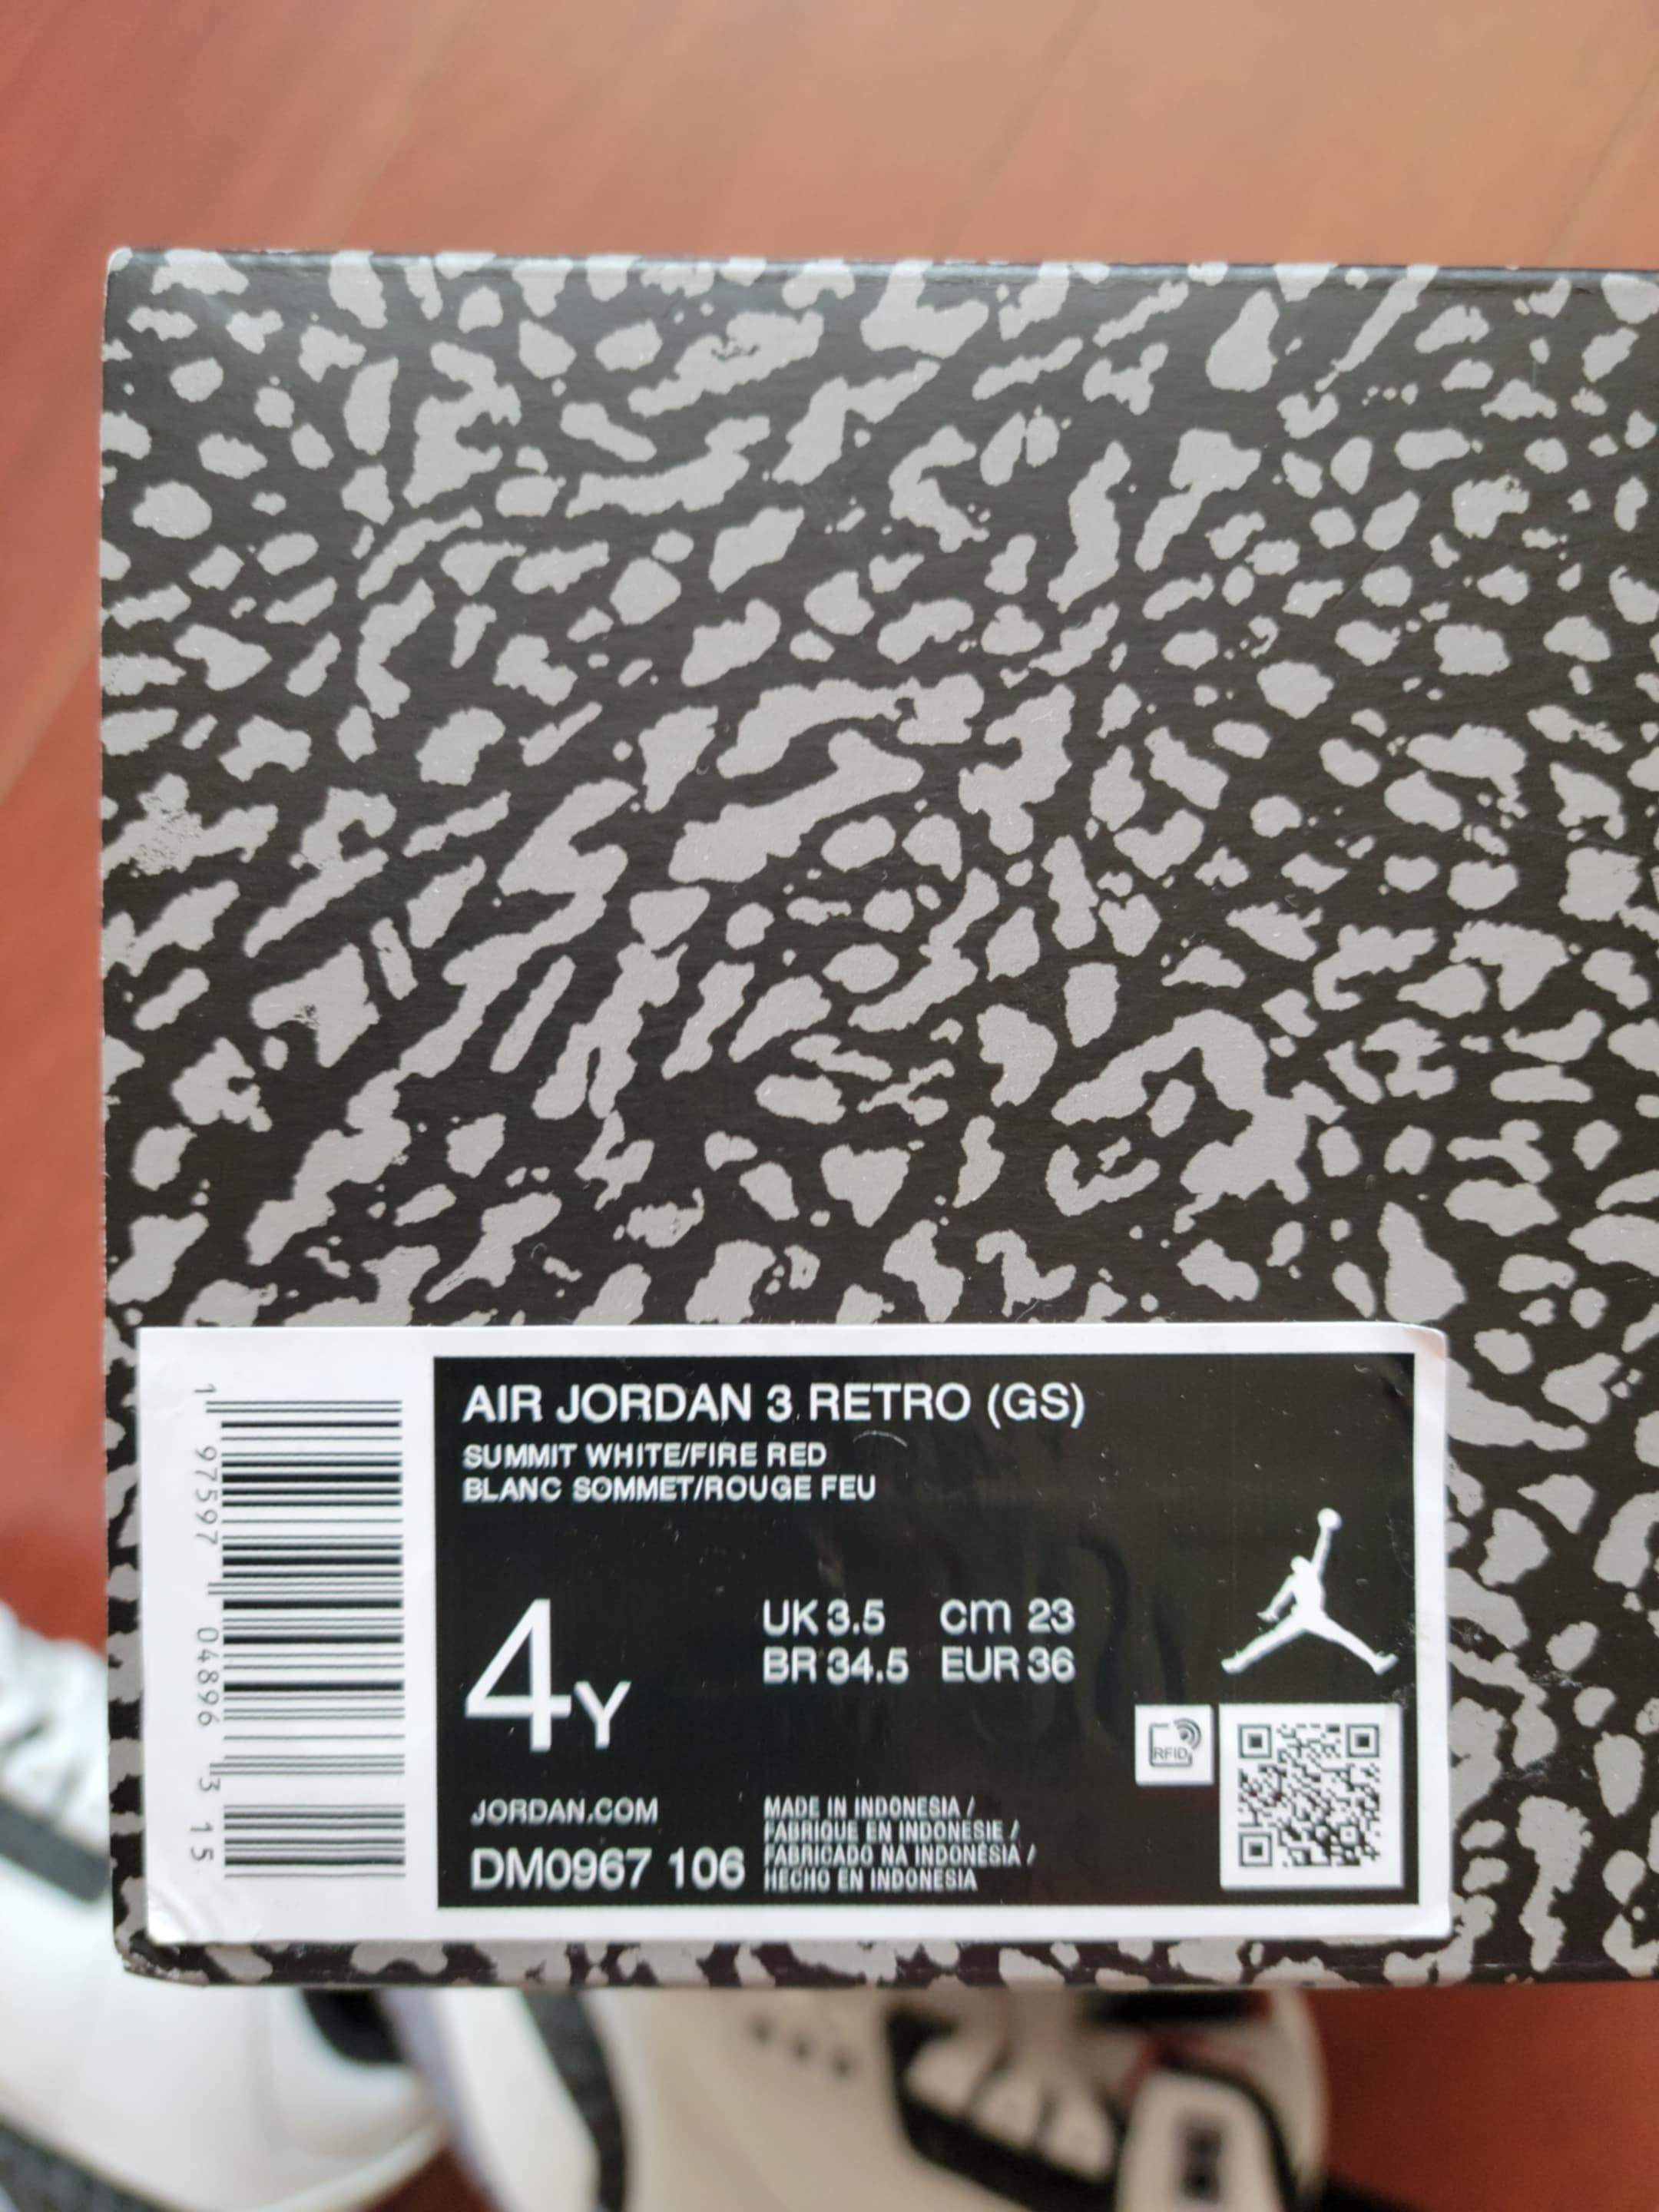 AIR JORDAN 3 RETRO (GS)
SUMMIT WHITE/FIRE RED
BLANC SOMMET/ROUGE FEU
4Y
UK 3.5 cm 23
BR 34.5 EUR 36
RFID
JORDAN.COM
DM0967 106
MADE IN INDONESIA /
FABRIQUE EN INDONESIE /
FABRICADO NA INDONÉSIA /
HECHO EN INDONESIA
1 97597 04896 3 15